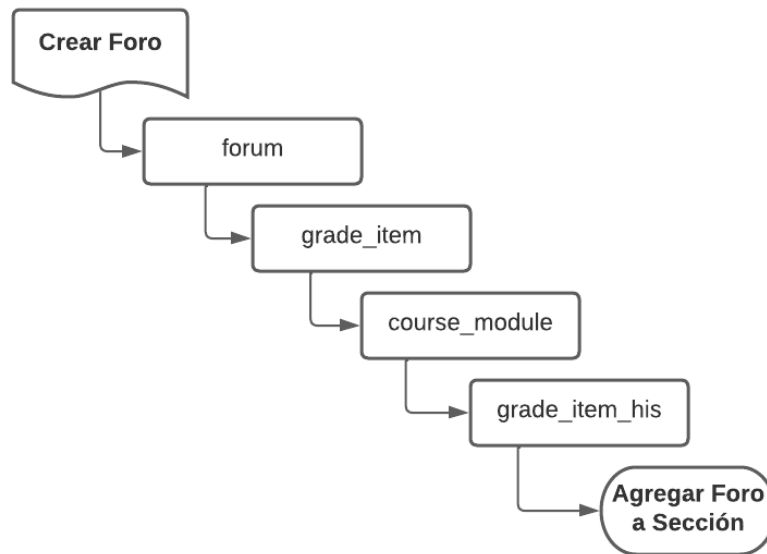 Crear Foro
forum
grade_item
course_module
grade_item_his
Agregar Foro
a Sección